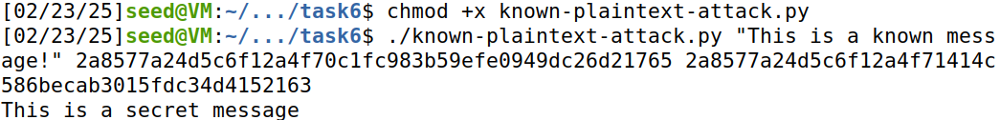 [02/23/25]seed@VM:~/.../task6$ chmod +x known-plaintext-attack.py
[02/23/25]seed@VM:~/.../task6$ ./known-plaintext-attack.py "This is a known mess
age!" 2a8577a24d5c6f12a4f70c1fc983b59efe0949dc26d21765 2a8577a24d5c6f12a4f71414c
586becab3015fdc34d4152163
This is a secret message